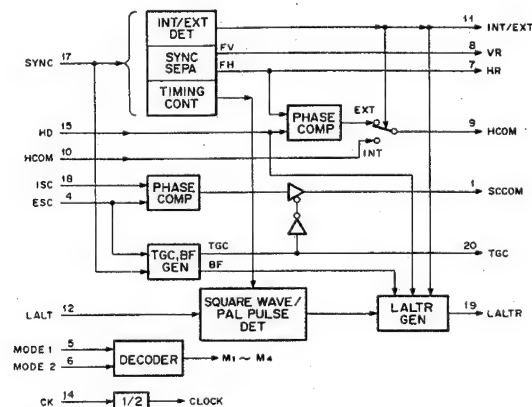 INT/EXT
DET
11
INT/EXT
SYNC
17
SYNC
SEPA
FV
8
VR
FH
7
HR
TIMING
CONT
EXT
PHASE
COMP
9
HCOM
HD
15
HCOM
10
INT
ISC
18
ESC
4
PHASE
COMP
1
SCCOM
TGC, BF
GEN
TGC
20
TGC
BF
LALT
12
SQUARE WAVE/
PAL PULSE
DET
LALTR
GEN
19
LALTR
MODE 1
5
MODE 2
6
DECODER
M₁ ~ M₄
CK
14
1/2
CLOCK